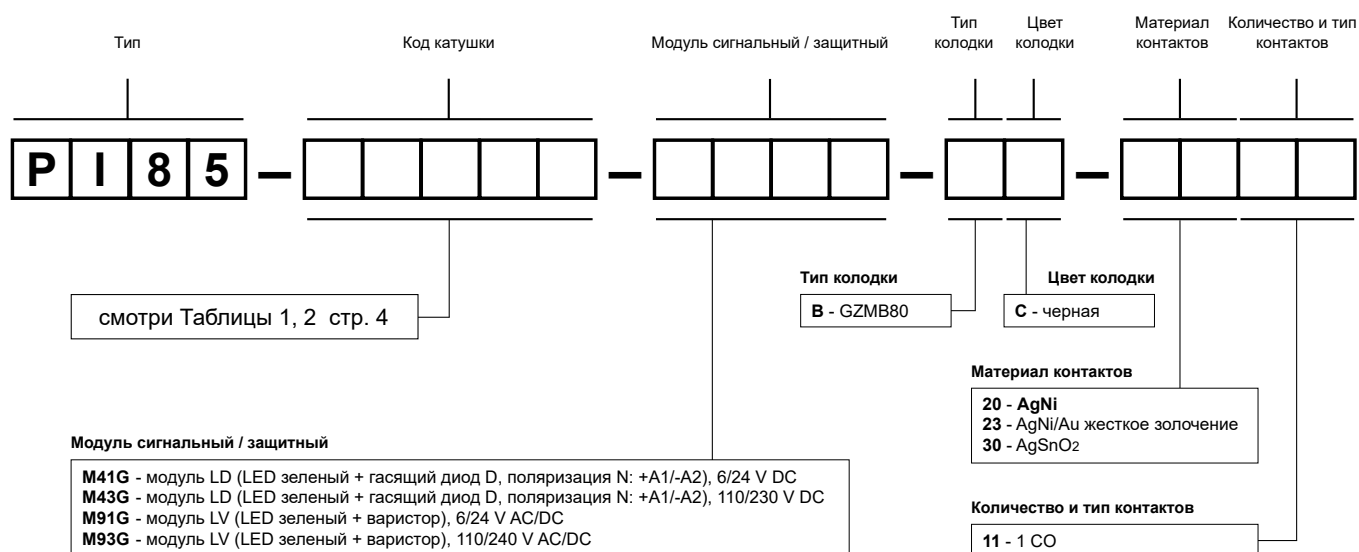 Тип
Код катушки
Модуль сигнальный / защитный
Тип
колодки
Цвет
колодки
Материал
контактов
Количество и тип
контактов
P I 8 5 – – – –
смотри Таблицы 1, 2 стр. 4
Тип колодки
B - GZMB80
Цвет колодки
C - черная
Материал контактов
20 - AgNi
23 - AgNi/Au жесткое золочение
30 - AgSnO2
Модуль сигнальный / защитный
M41G - модуль LD (LED зеленый + гасящий диод D, поляризация N: +A1/-A2), 6/24 V DC
M43G - модуль LD (LED зеленый + гасящий диод D, поляризация N: +A1/-A2), 110/230 V DC
M91G - модуль LV (LED зеленый + варистор), 6/24 V AC/DC
M93G - модуль LV (LED зеленый + варистор), 110/240 V AC/DC
Количество и тип контактов
11 - 1 CO